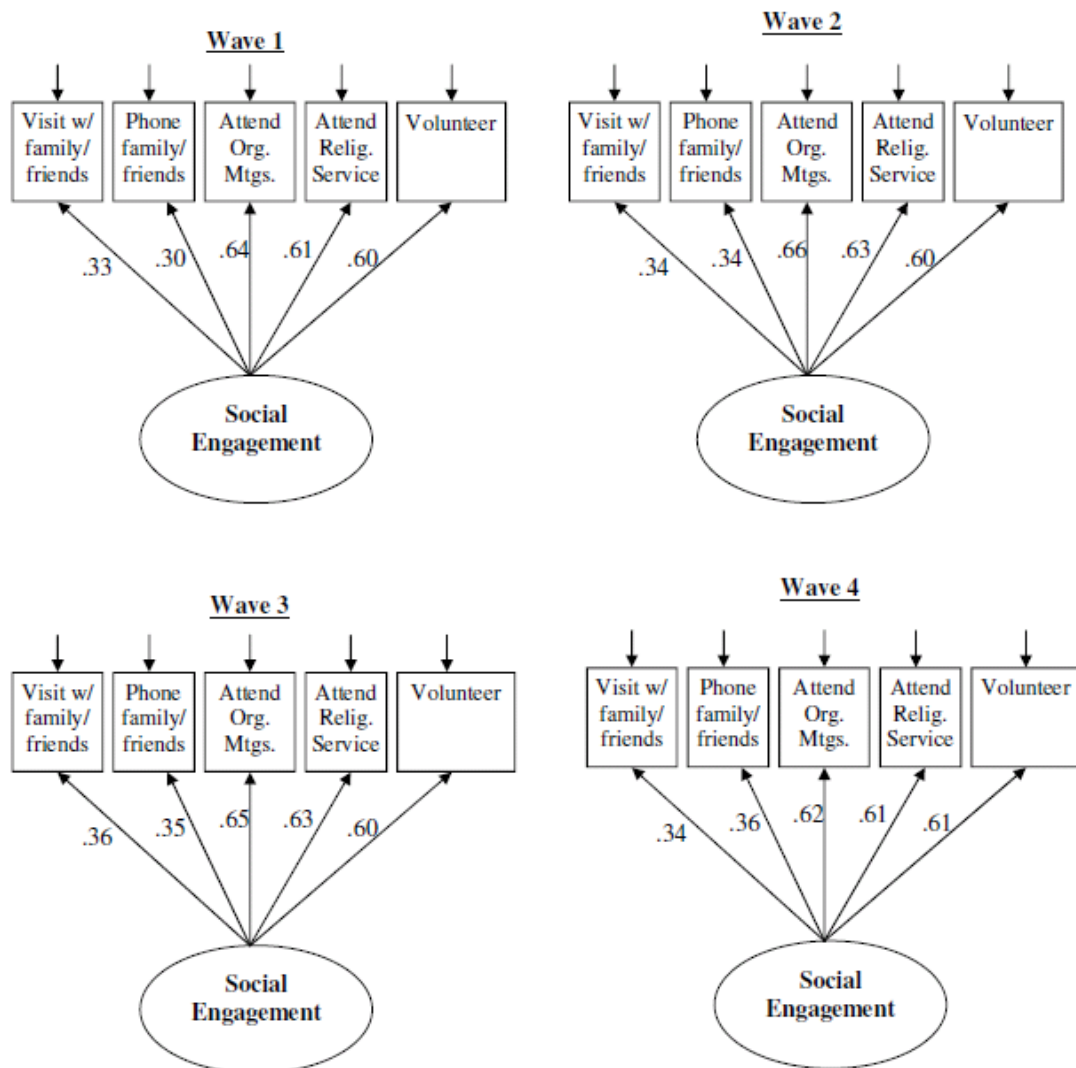 Wave 1
Visit w/
family/
friends
Phone
family/
friends
Attend
Org.
Mtgs.
Attend
Relig.
Service
Volunteer
.33
.30
.64
.61
.60
Social
Engagement
Wave 2
Visit w/
family/
friends
Phone
family/
friends
Attend
Org.
Mtgs.
Attend
Relig.
Service
Volunteer
.34
.34
.66
.63
.60
Social
Engagement
Wave 3
Visit w/
family/
friends
Phone
family/
friends
Attend
Org.
Mtgs.
Attend
Relig.
Service
Volunteer
.36
.35
.65
.63
.60
Social
Engagement
Wave 4
Visit w/
family/
friends
Phone
family/
friends
Attend
Org.
Mtgs.
Attend
Relig.
Service
Volunteer
.34
.36
.62
.61
.61
Social
Engagement